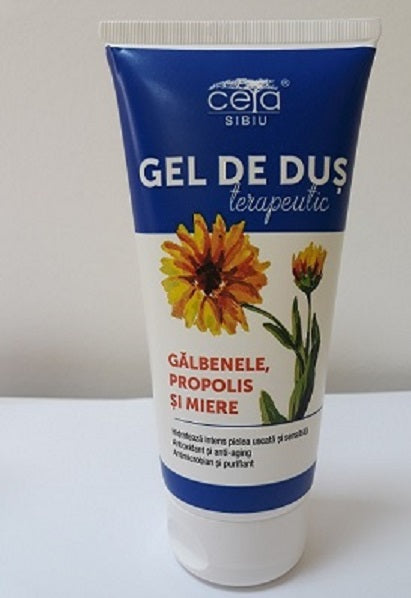 cera®
SIBIU
GEL DE DUȘ
terapeutic
GĂLBENELE,
PROPOLIS
ȘI MIERE
Hidratează intens pielea uscată și sensibilă
Antioxidant și anti-aging
Antimicrobian și purifiant